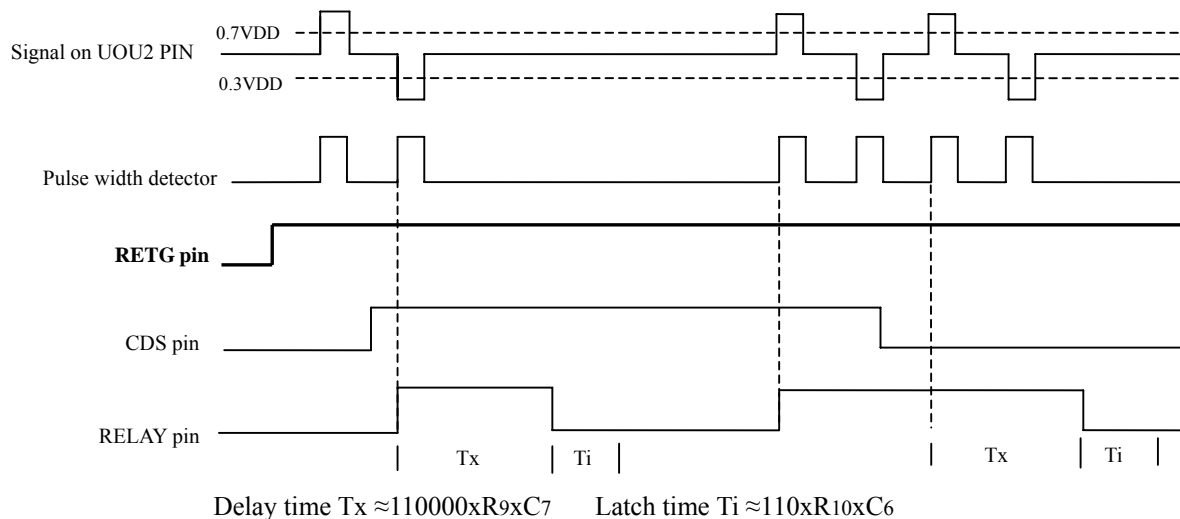 0.7VDD
Signal on UOU2 PIN
0.3VDD
Pulse width detector
RETG pin
CDS pin
RELAY pin
Tx Ti Tx Ti
Delay time Tx ≈110000xR9xC7 Latch time Ti ≈110xR10xC6